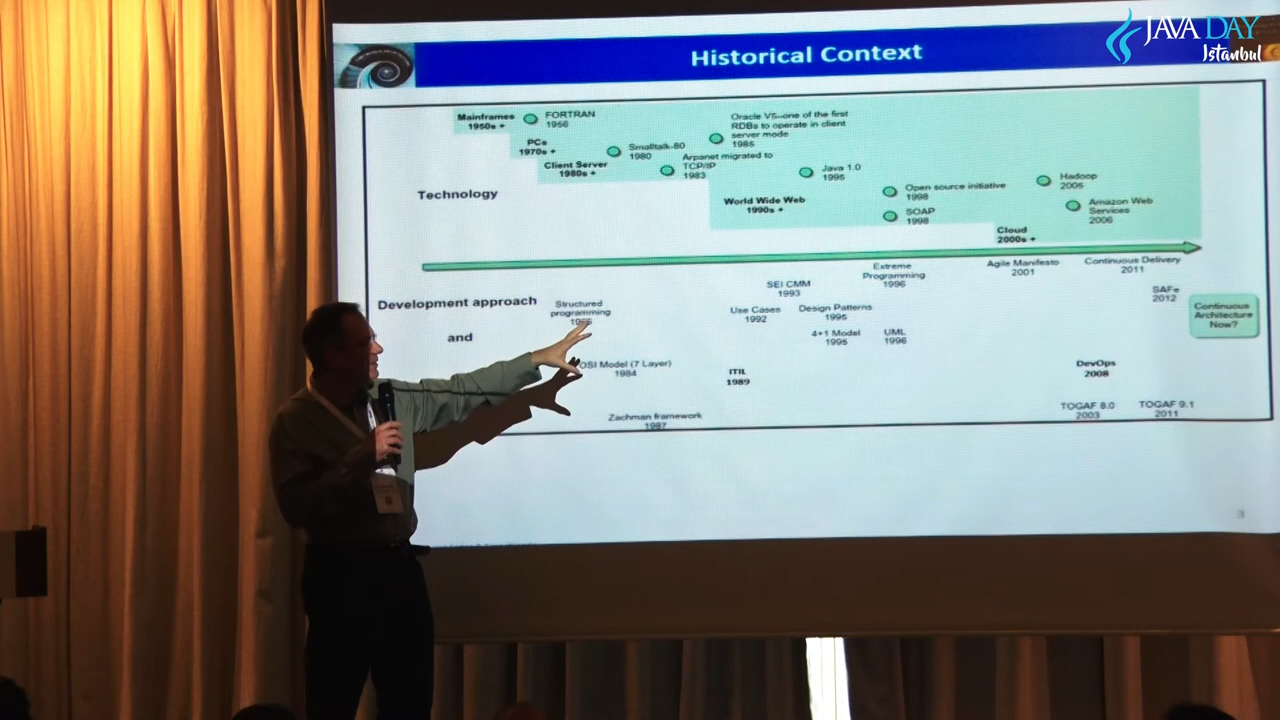 JAVA DAY
Istanbul
Historical Context
Mainframes
1950s +
FORTRAN
1956
PCs
1970s +
Smalltalk-80
1980
Oracle V5--one of the first
RDBs to operate in client
server mode
1985
Client Server
1980s +
Arpanet migrated to
TCP/IP
1983
Java 1.0
1995
Technology
World Wide Web
1990s +
Open source initiative
1998
SOAP
1998
Hadoop
2005
Amazon Web
Services
2006
Cloud
2000s +
Development approach
and
Structured
programming
SEI CMM
1993
Extreme
Programming
1996
Agile Manifesto
2001
Continuous Delivery
2011
SAFe
2012
Use Cases
1992
Design Patterns
1995
4+1 Model
1995
UML
1996
Continuous
Architecture
Now?
OSI Model (7 Layer)
1984
ITIL
1989
DevOps
2008
Zachman framework
1987
TOGAF 8.0
2003
TOGAF 9.1
2011
3